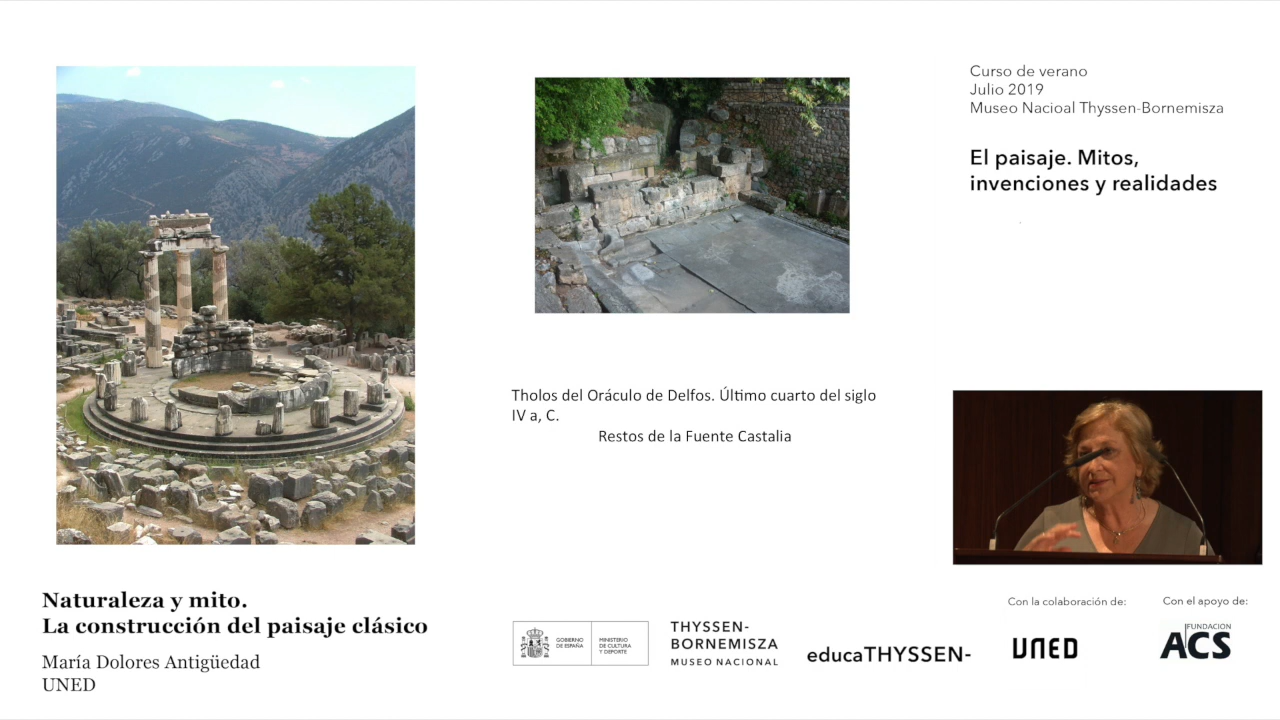 Curso de verano
Julio 2019
Museo Nacioal Thyssen-Bornemisza
El paisaje. Mitos,
invenciones y realidades
Tholos del Oráculo de Delfos. Último cuarto del siglo
IV a, C.
Restos de la Fuente Castalia
Naturaleza y mito.
La construcción del paisaje clásico
María Dolores Antigüedad
UNED
GOBIERNO
DE ESPAÑA
MINISTERIO
DE CULTURA
Y DEPORTE
THYSSEN-
BORNEMISZA
MUSEO NACIONAL
educaTHYSSEN-
Con la colaboración de:
UNED
Con el apoyo de:
FUNDACIÓN
ACS